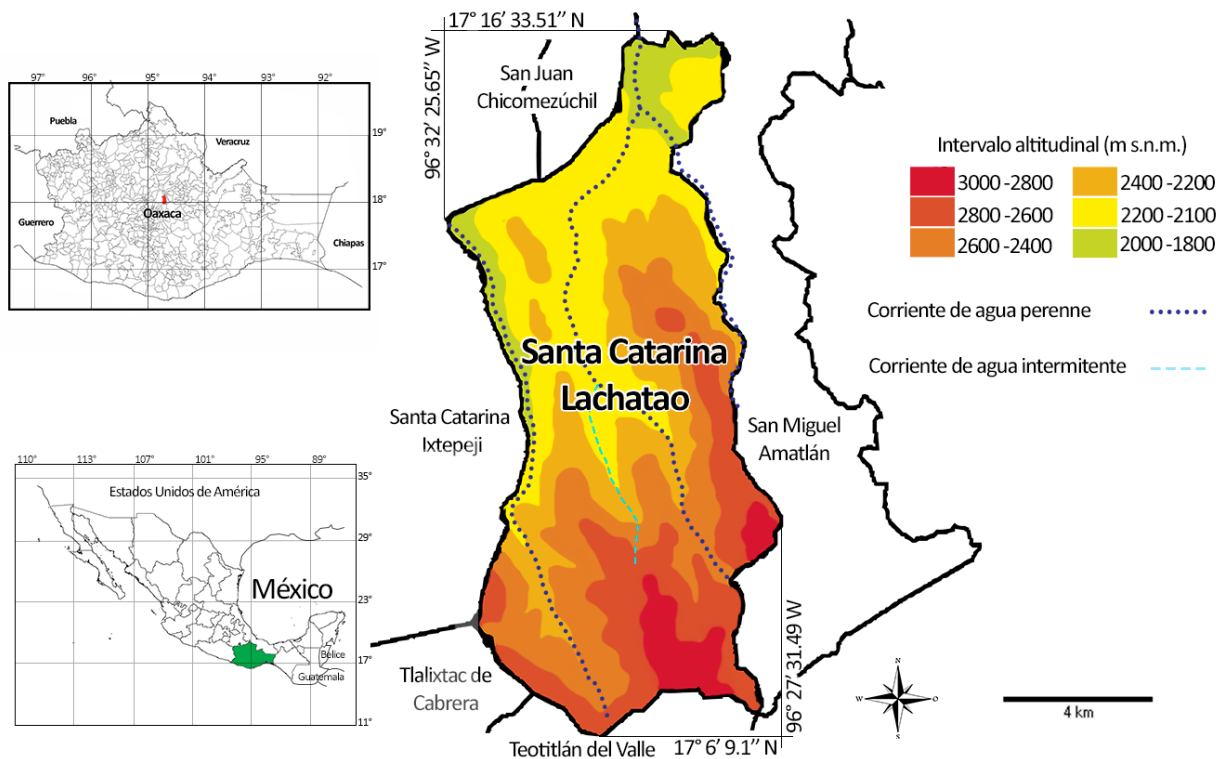 17° 16’ 33.51’’ N
96° 32’ 25.65’’ W
San Juan
Chicomezúchil
97° 96° 95° 94° 93° 92°
Puebla
Veracruz
Oaxaca
Guerrero
Chiapas
19°
18°
17°
Intervalo altitudinal (m s.n.m.)
3000 -2800
2800 -2600
2600 -2400
2400 -2200
2200 -2100
2000 -1800
Corriente de agua perenne
Corriente de agua intermitente
Santa Catarina
Lachatao
Santa Catarina
Ixtepeji
San Miguel
Amatlán
110° 113° 107° 101° 95° 89°
Estados Unidos de América
México
Belice
Guatemala
35°
29°
23°
17°
11°
Tlalixtac de
Cabrera
Teotitlán del Valle
17° 6’ 9.1’’ N
96° 27’ 31.49 W
N
W
O
S
4 km